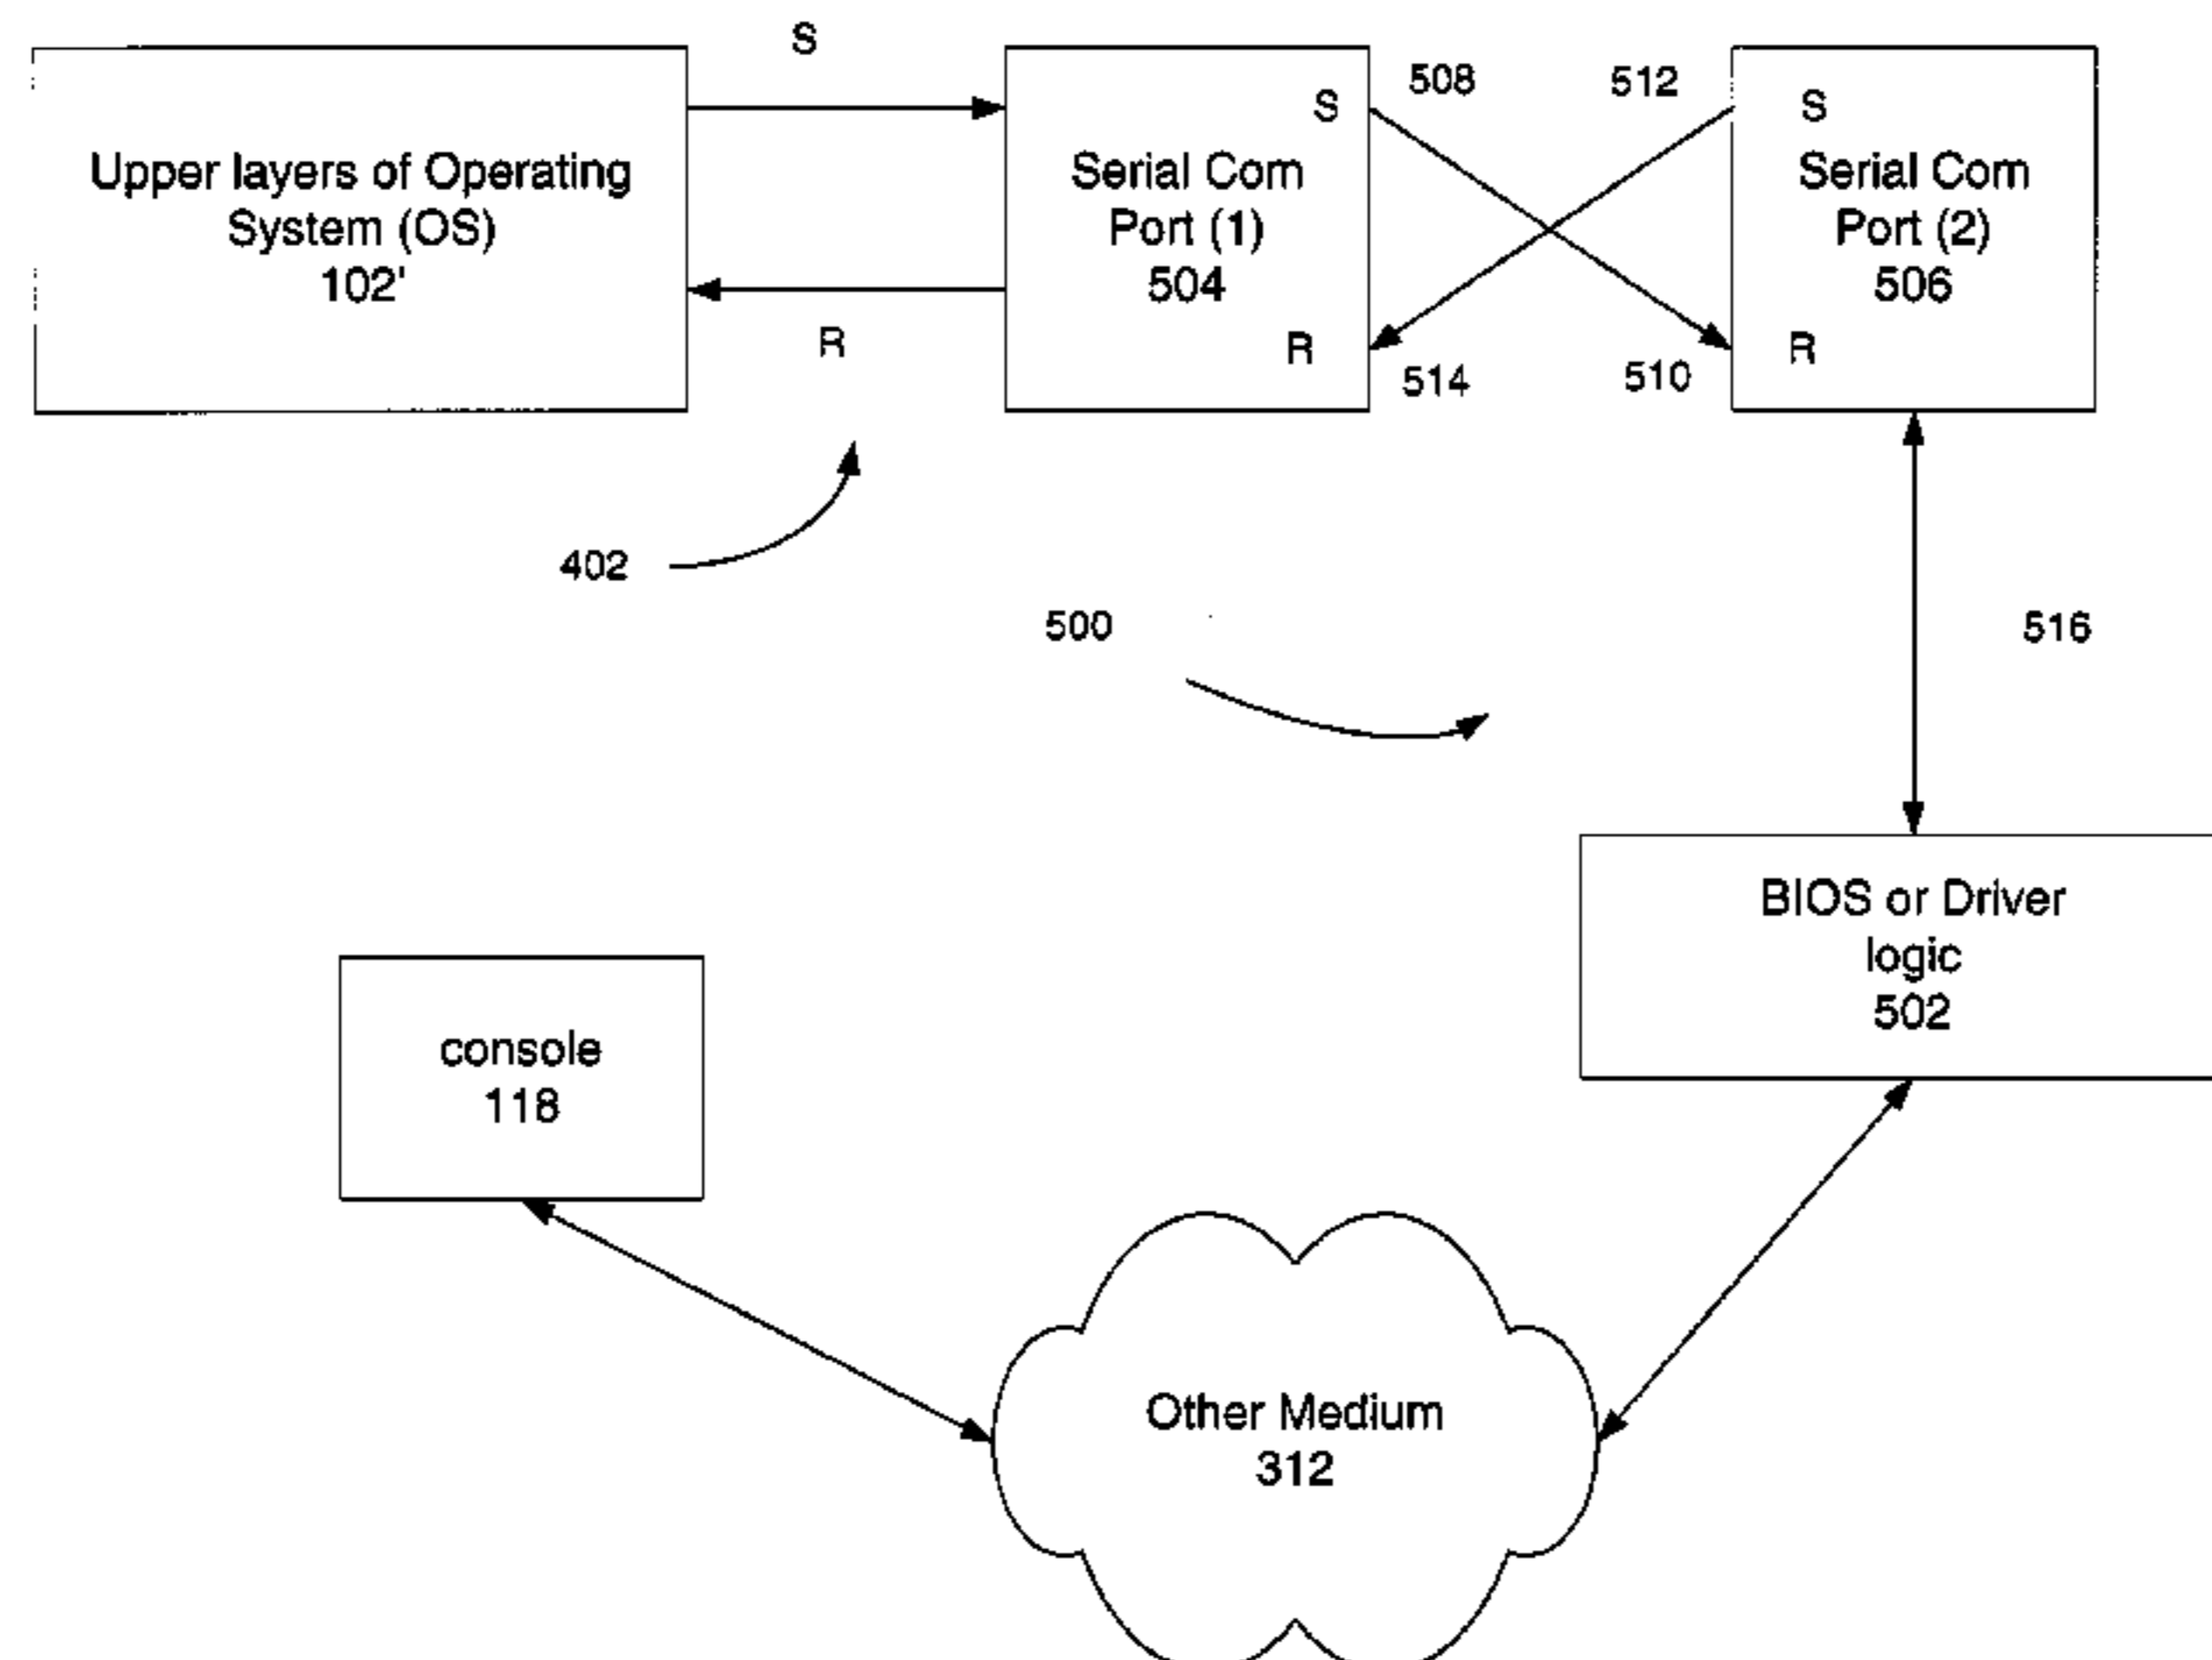 S
Upper layers of Operating
System (OS)
102'
R
Serial Com
Port (1)
504
S
R
508
512
514
510
S
Serial Com
Port (2)
506
R
402
500
516
BIOS or Driver
logic
502
console
118
Other Medium
312